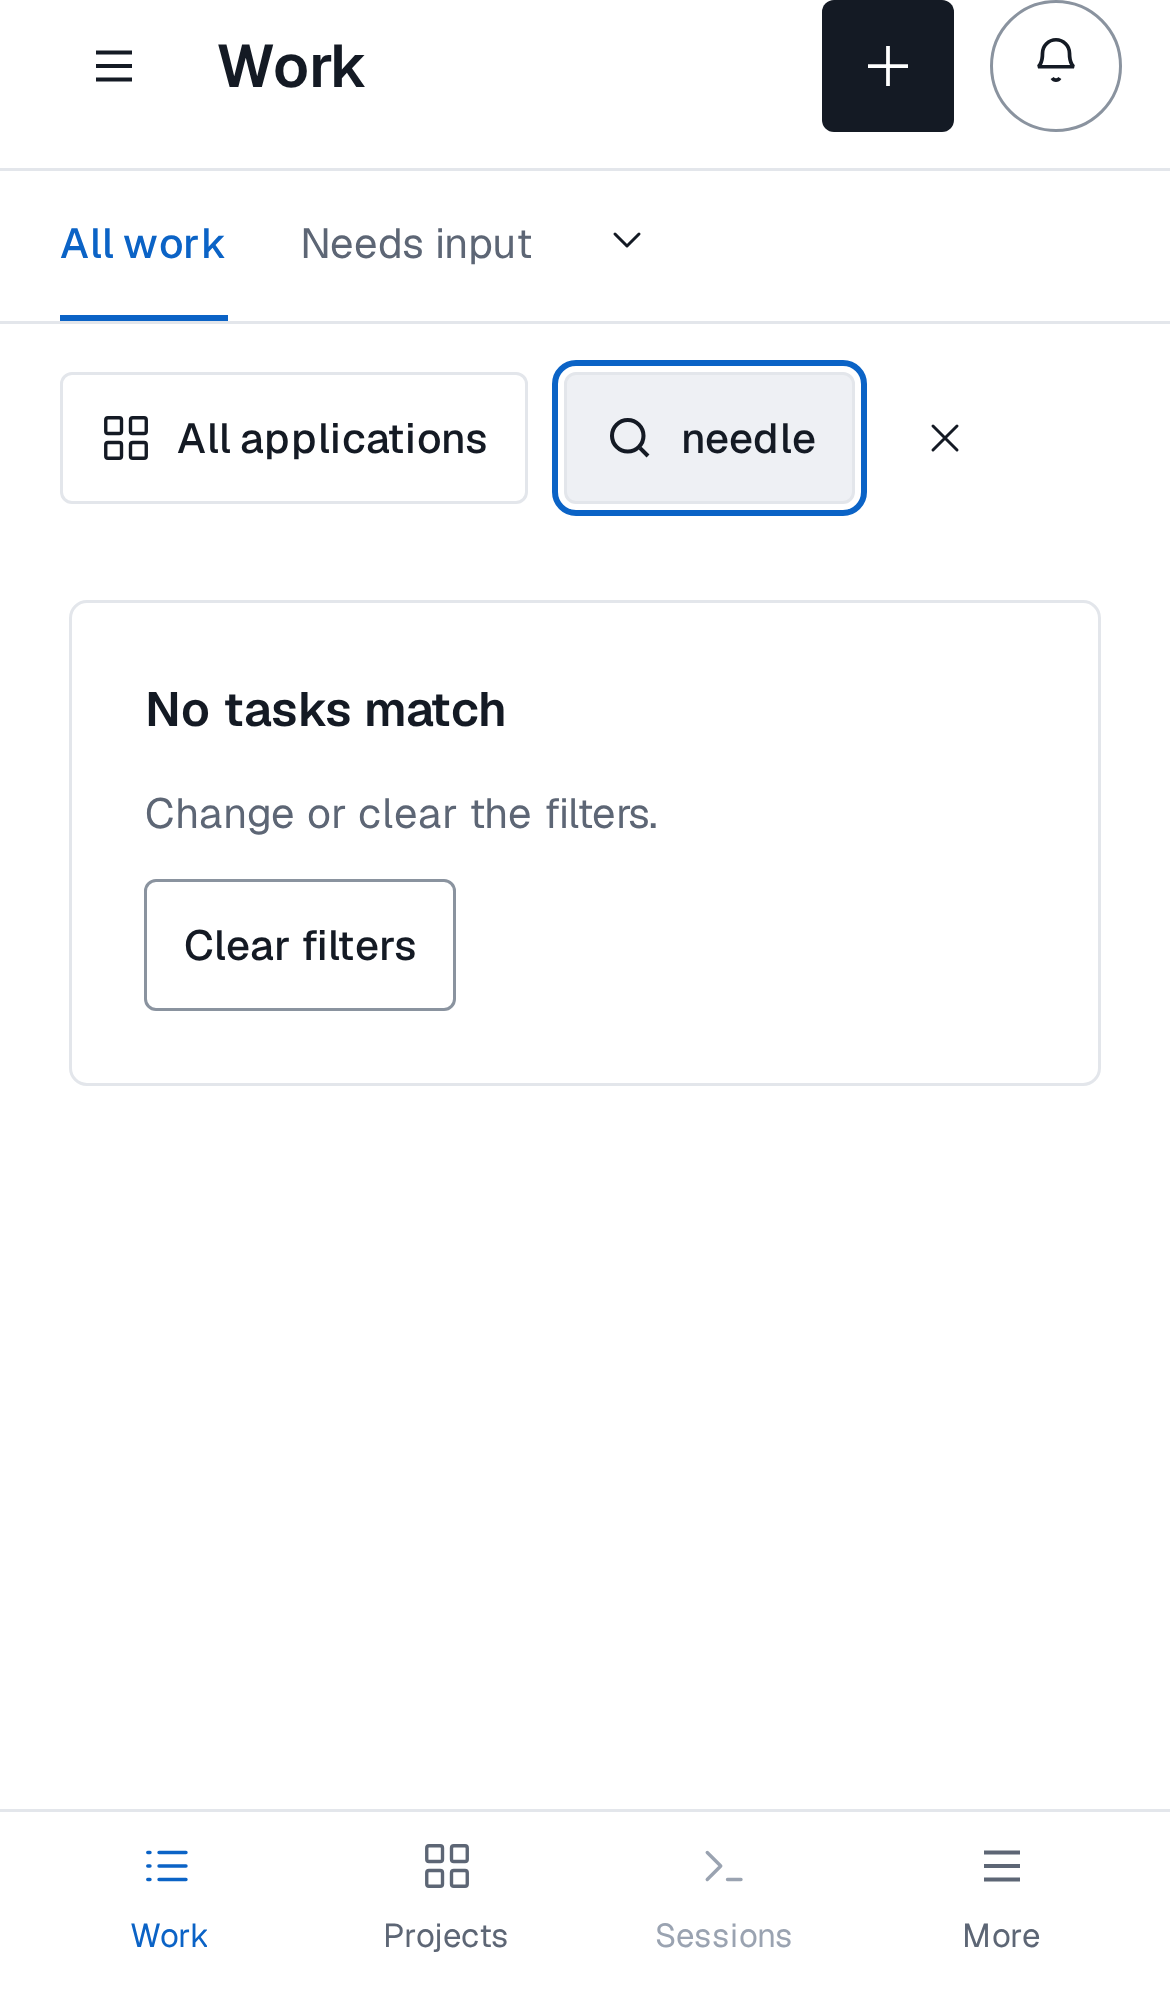 Work
All work
Needs input
All applications
needle
No tasks match
Change or clear the filters.
Clear filters
Work
Projects
Sessions
More